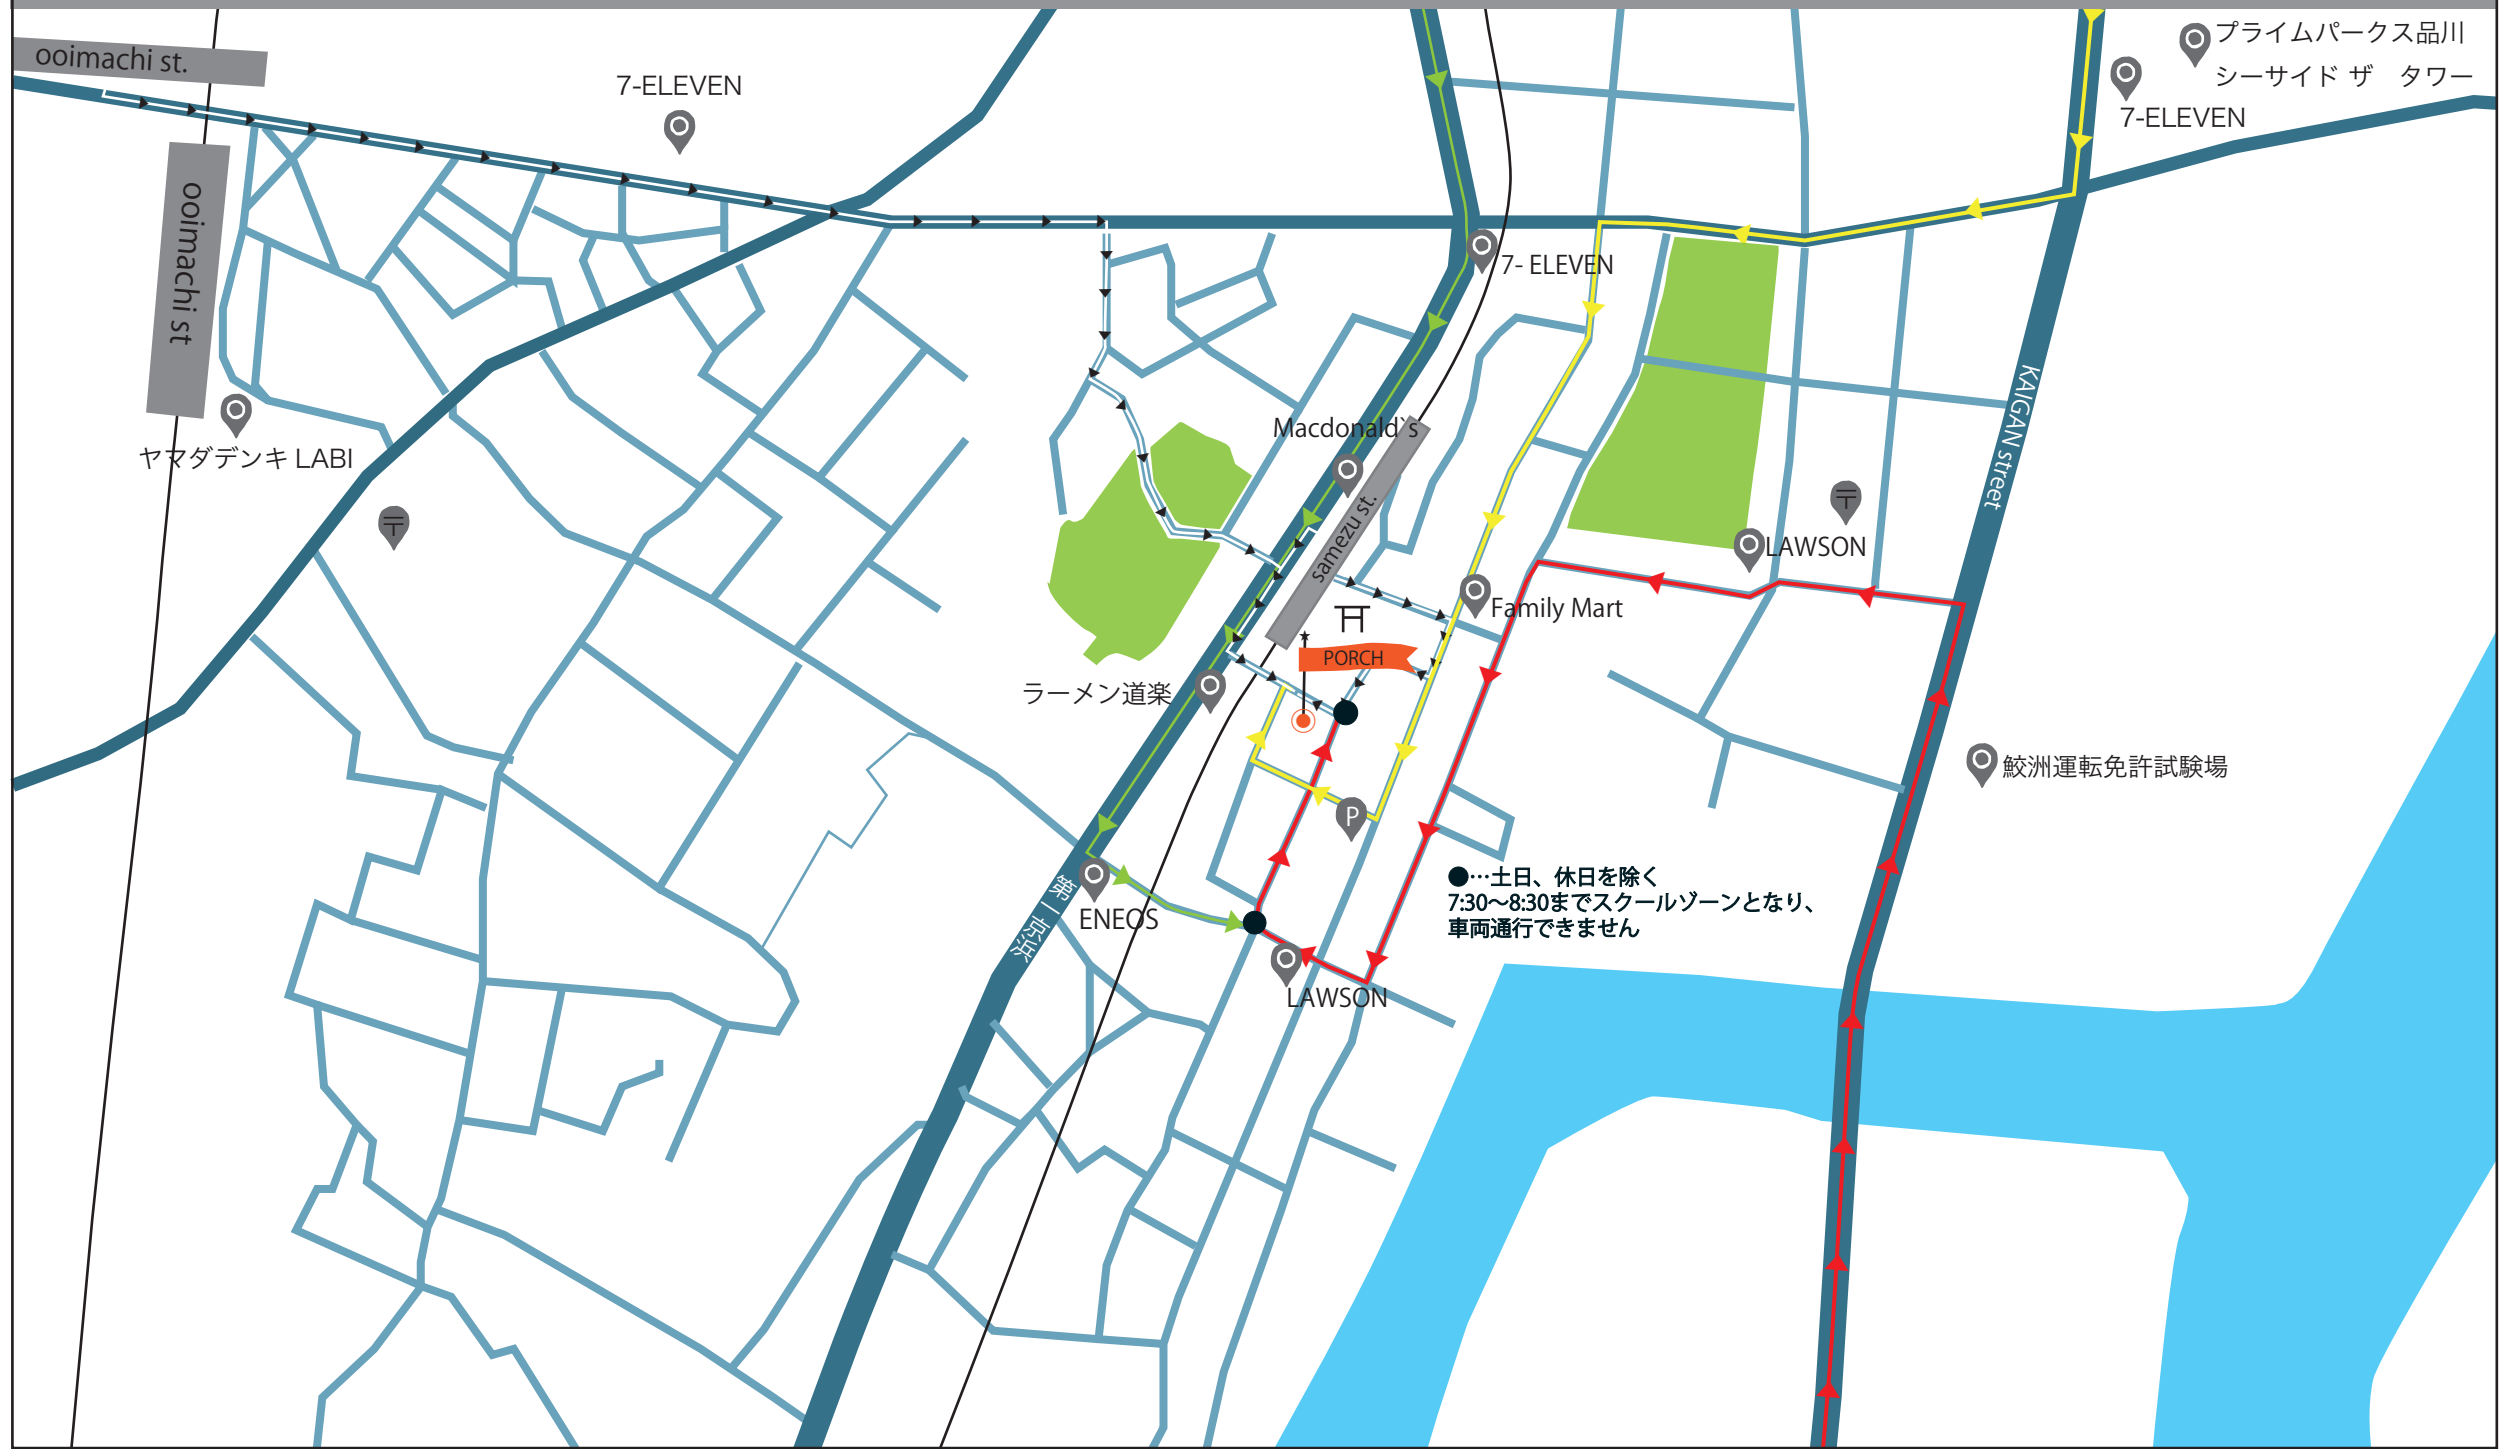 ooimachi st.
プライムパークス品川
シーサイド ザ タワー
7-ELEVEN
7-ELEVEN
ooimachi st
7- ELEVEN
Macdonald`s
KAIGAN street
ヤマダデンキ LABI
〒
〒
LAWSON
samezu st.
Family Mart
PORCH
ラーメン道楽
鮫洲運転免許試験場
P
●…土日、休日を除く
7:30～8:30までスクールゾーンとなり、
車両通行できません
第一京浜
ENEOS
LAWSON